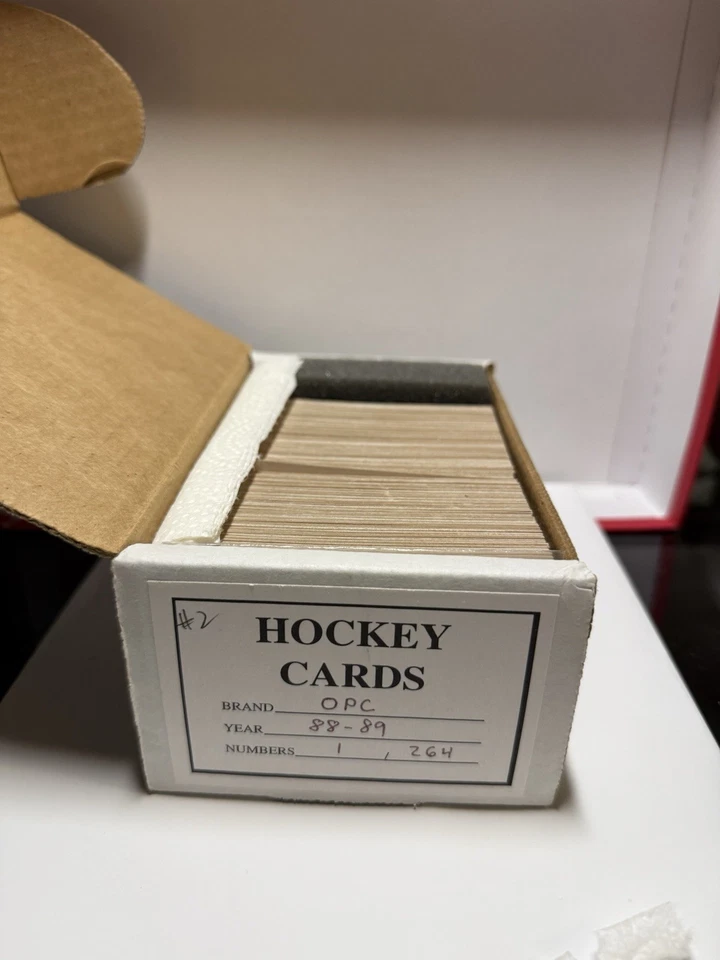 #2
HOCKEY
CARDS
BRAND OPC
YEAR 88-89
NUMBERS 1 , 264